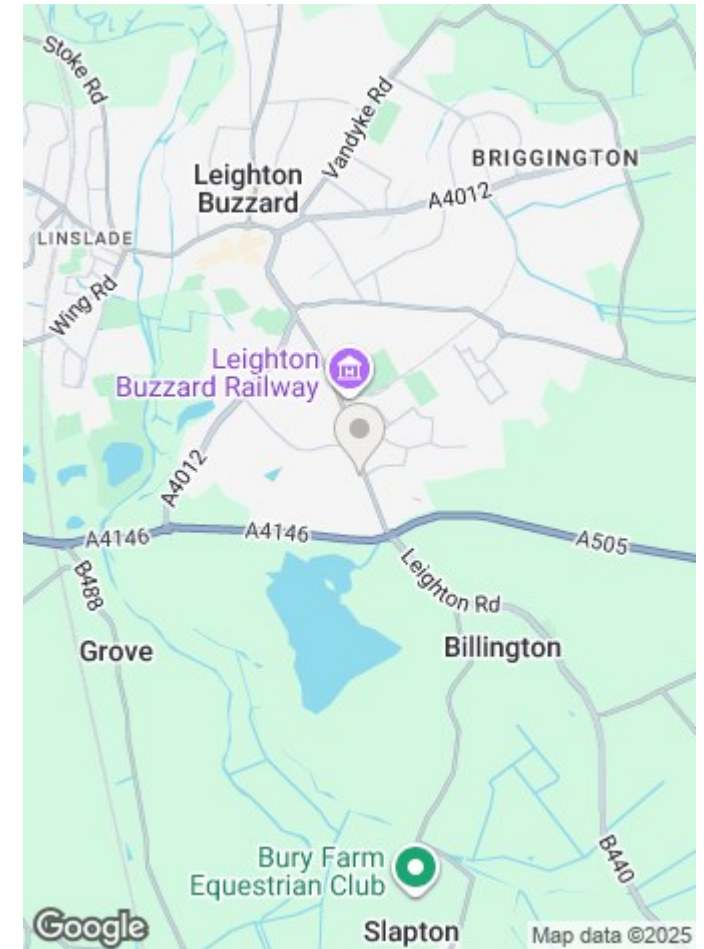 Stoke Rd
Vandyke Rd
BRIGGINGTON
Leighton
Buzzard
A4012
LINSLADE
Wing Rd
Leighton
Buzzard Railway
A4012
A4146
A4146
A505
B488
Leighton Rd
Grove
Billington
Bury Farm
Equestrian Club
B440
Slapton
Google
Map data ©2025